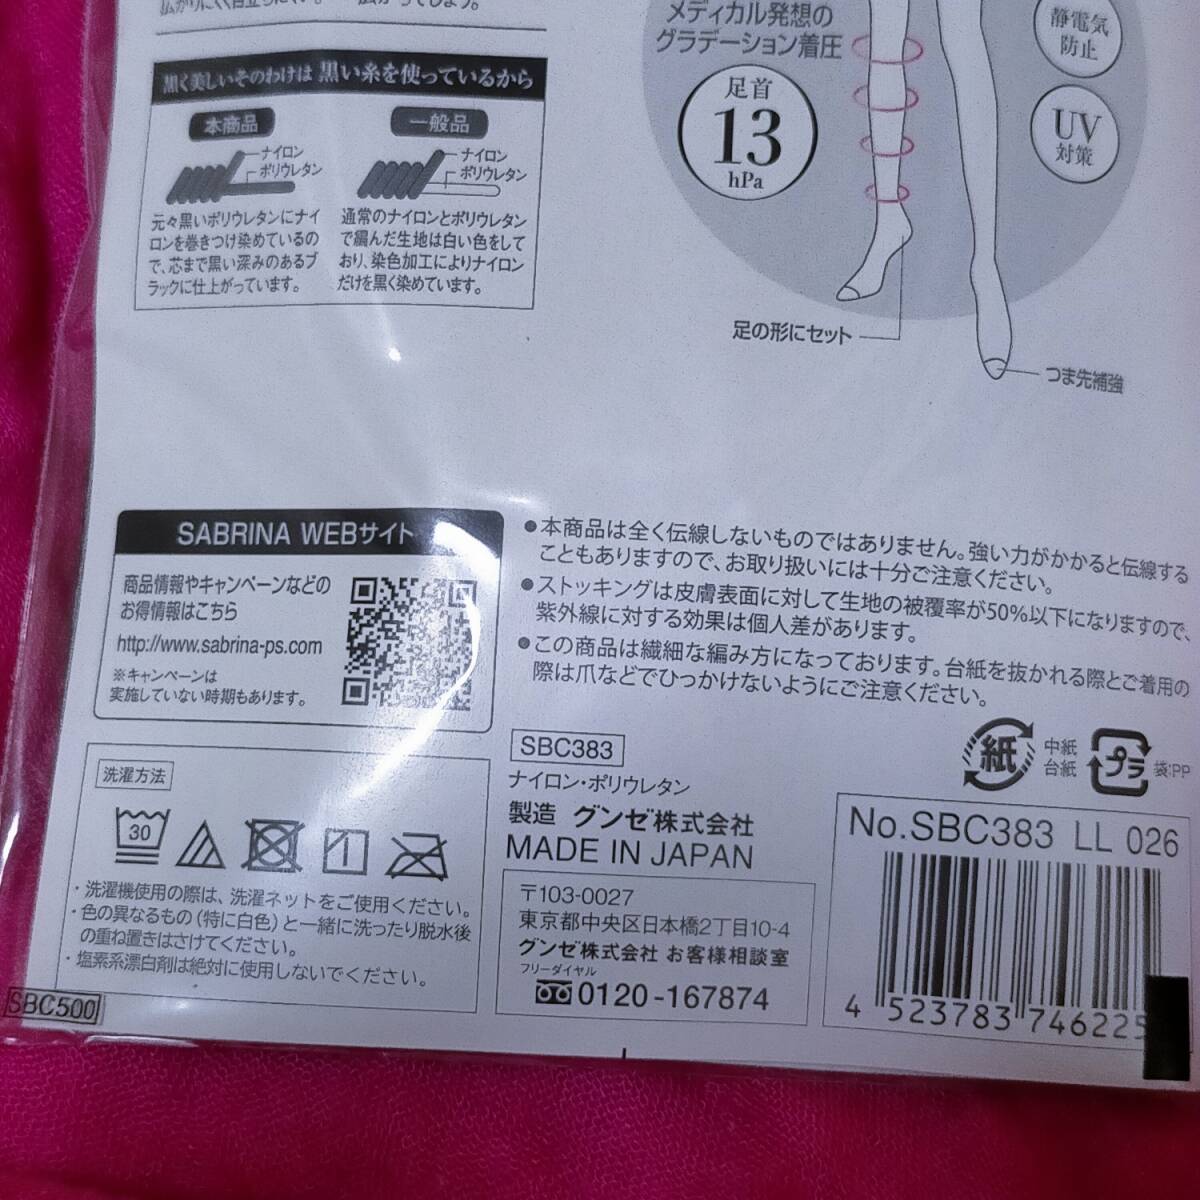 黒く美しいそのわけは 黒い糸を使っているから
本商品
ナイロン
ポリウレタン
元々黒いポリウレタンにナイ
ロンを巻きつけ染めているの
で、芯まで黒い深みのあるブ
ラックに仕上がっています。
一般品
ナイロン
ポリウレタン
通常のナイロンとポリウレタン
で編んだ生地は白い色をして
おり、染色加工によりナイロン
だけを黒く染めています。
メディカル発想の
グラデーション着圧
足首
13
hPa
静電気
防止
UV
対策
足の形にセット
つま先補強
SABRINA WEBサイト
商品情報やキャンペーンなどの
お得情報はこちら
http://www.sabrina-ps.com
※キャンペーンは
実施していない時期もあります。
●本商品は全く伝線しないものではありません。強い力がかかると伝線する
こともありますので、お取り扱いには十分ご注意ください。
●ストッキングは皮膚表面に対して生地の被覆率が50%以下になりますので、
紫外線に対する効果は個人差があります。
●この商品は繊細な編み方になっております。台紙を抜かれる際とご着用の
際は爪などでひっかけないようにご注意ください。
洗濯方法
30
・洗濯機使用の際は、洗濯ネットをご使用ください。
・色の異なるもの(特に白色)と一緒に洗ったり脱水後
の重ね置きはさけてください。
・塩素系漂白剤は絶対に使用しないでください。
SBC500
SBC383
ナイロン・ポリウレタン
製造 グンゼ株式会社
MADE IN JAPAN
〒103-0027
東京都中央区日本橋2丁目10-4
グンゼ株式会社 お客様相談室
フリーダイヤル
0120-167874
紙
中紙
台紙
プラ
袋:PP
No.SBC383 LL 026
4 523783 746225